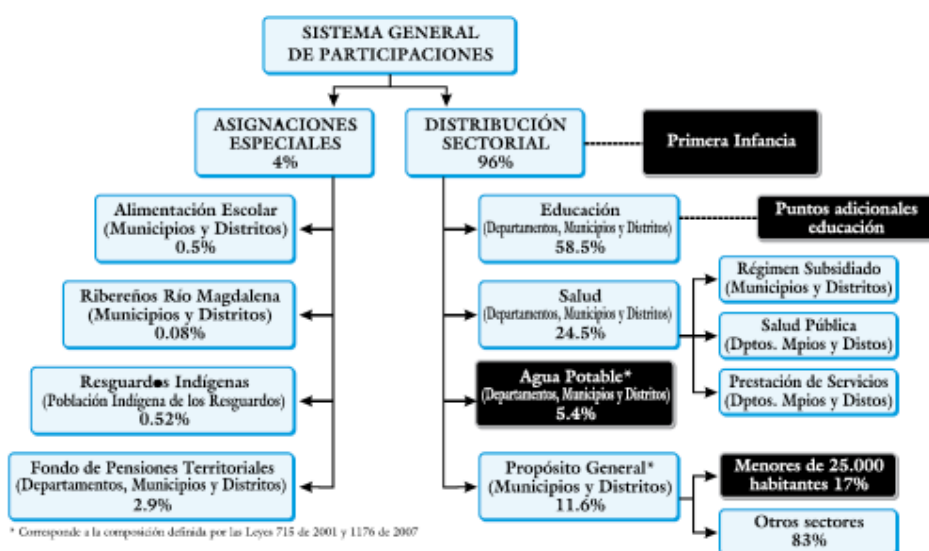 SISTEMA GENERAL
DE PARTICIPACIONES
ASIGNACIONES
ESPECIALES
4%
DISTRIBUCIÓN
SECTORIAL
96%
Primera Infancia
Alimentación Escolar
(Municipios y Distritos)
0.5%
Ribereños Río Magdalena
(Municipios y Distritos)
0.08%
Resguardos Indígenas
(Población Indígena de los Resguardos)
0.52%
Fondo de Pensiones Territoriales
(Departamentos, Municipios y Distritos)
2.9%
Educación
(Departamentos, Municipios y Distritos)
58.5%
Puntos adicionales
educación
Salud
(Departamentos, Municipios y Distritos)
24.5%
Régimen Subsidiado
(Municipios y Distritos)
Salud Pública
(Dptos. Mpios y Distos)
Prestación de Servicios
(Dptos. Mpios y Distos)
Agua Potable*
(Departamentos, Municipios y Distritos)
5.4%
Propósito General*
(Municipios y Distritos)
11.6%
Menores de 25.000
habitantes 17%
Otros sectores
83%
* Corresponde a la composición definida por las Leyes 715 de 2001 y 1176 de 2007